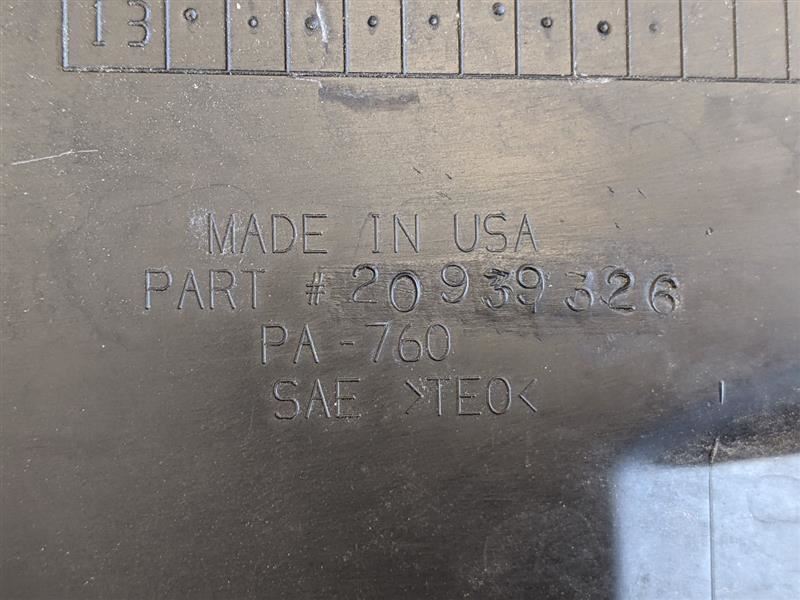 13
MADE IN USA
PART # 20939326
PA-760
SAE >TEO<